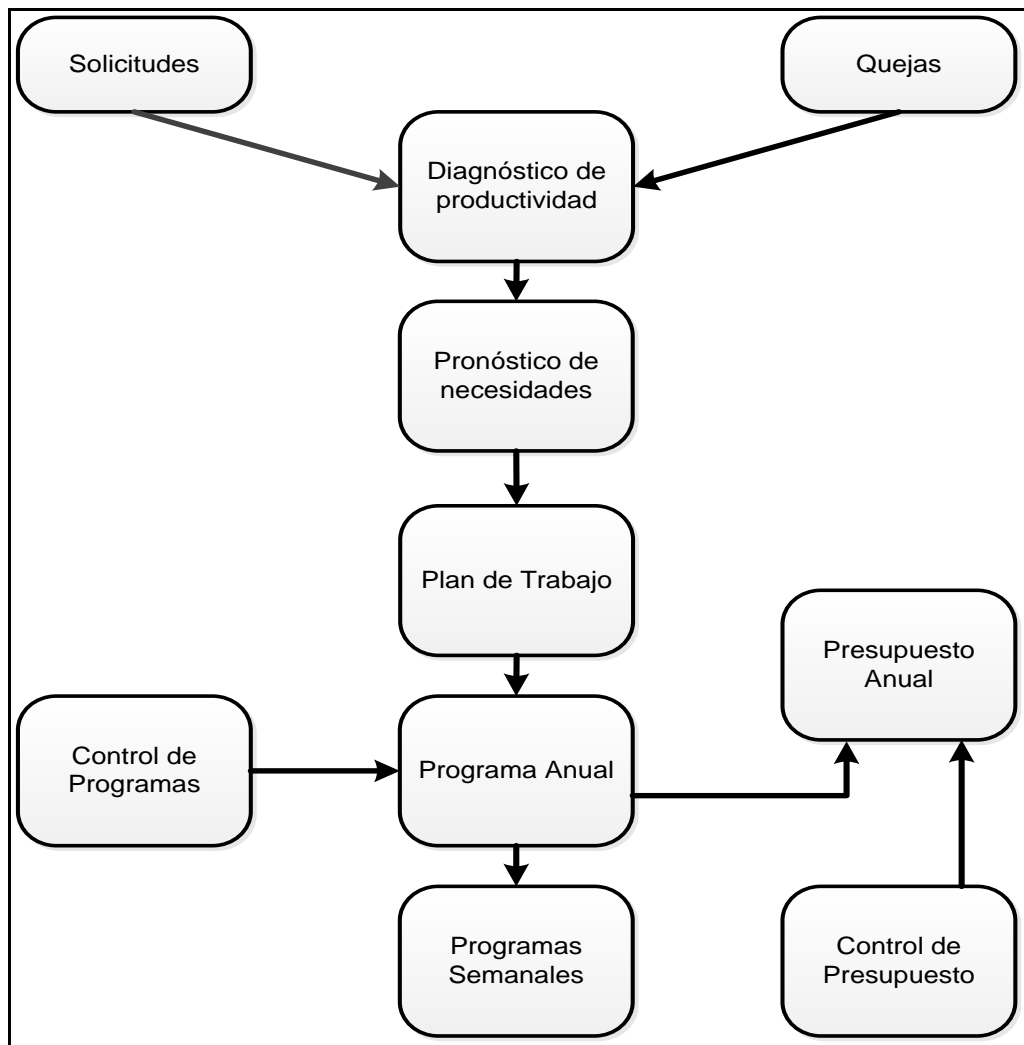 Solicitudes
Quejas
Diagnóstico de
productividad
Pronóstico de
necesidades
Plan de Trabajo
Presupuesto
Anual
Control de
Programas
Programa Anual
Programas
Semanales
Control de
Presupuesto